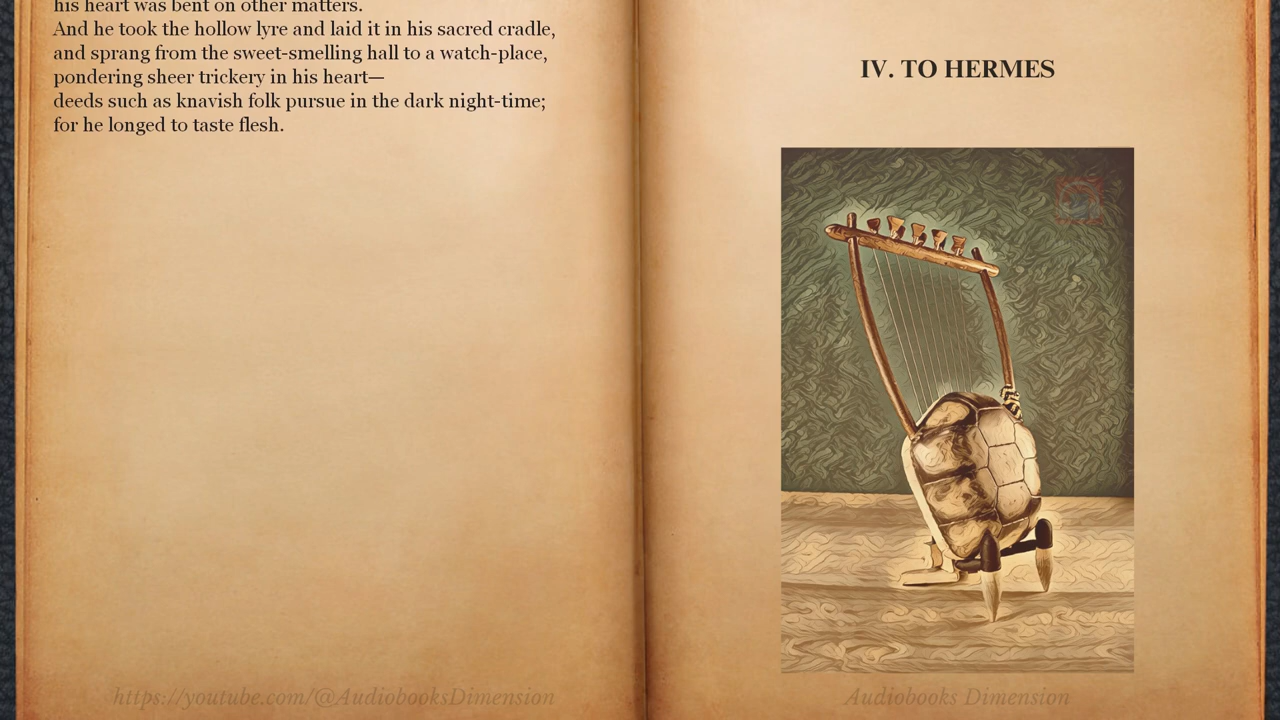 his heart was bent on other matters.
And he took the hollow lyre and laid it in his sacred cradle,
and sprang from the sweet-smelling hall to a watch-place,
pondering sheer trickery in his heart—
deeds such as knavish folk pursue in the dark night-time;
for he longed to taste flesh.
https://youtube.com/@AudiobooksDimension
IV. TO HERMES
Audiobooks Dimension